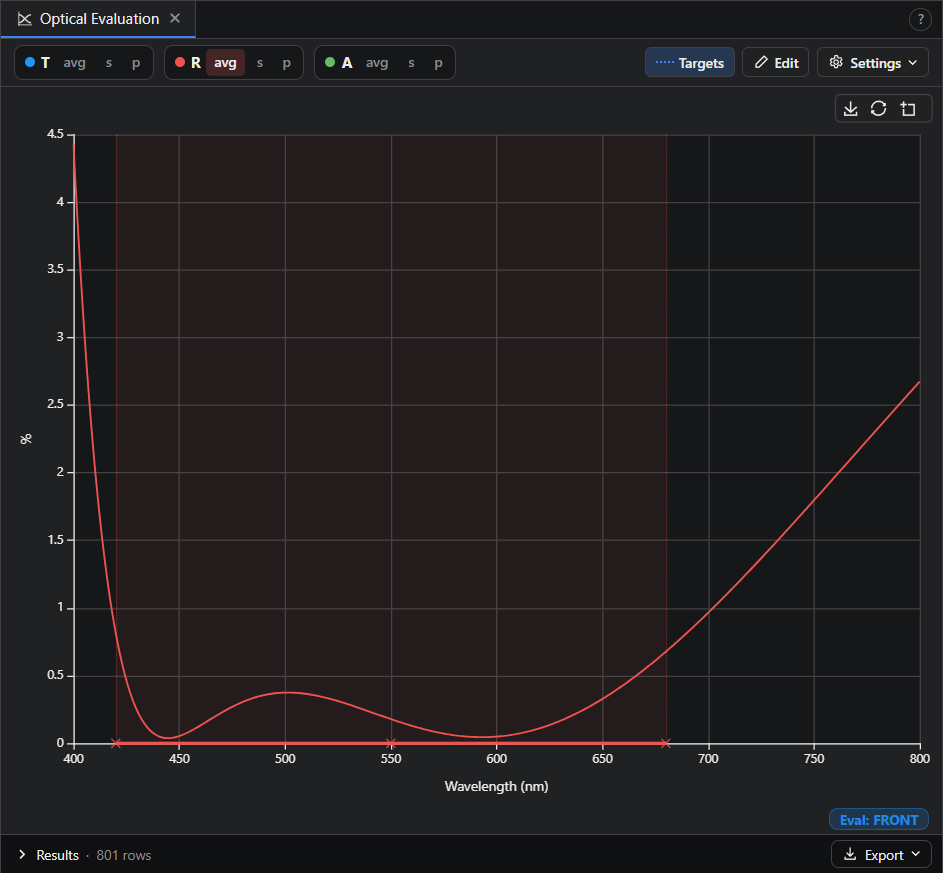 Optical Evaluation
?
T avg s p R avg s p A avg s p Targets Edit Settings
4.5
4
3.5
3
2.5
%
2
1.5
1
0.5
0
400 450 500 550 600 650 700 750 800
Wavelength (nm)
Eval: FRONT
Results · 801 rows Export